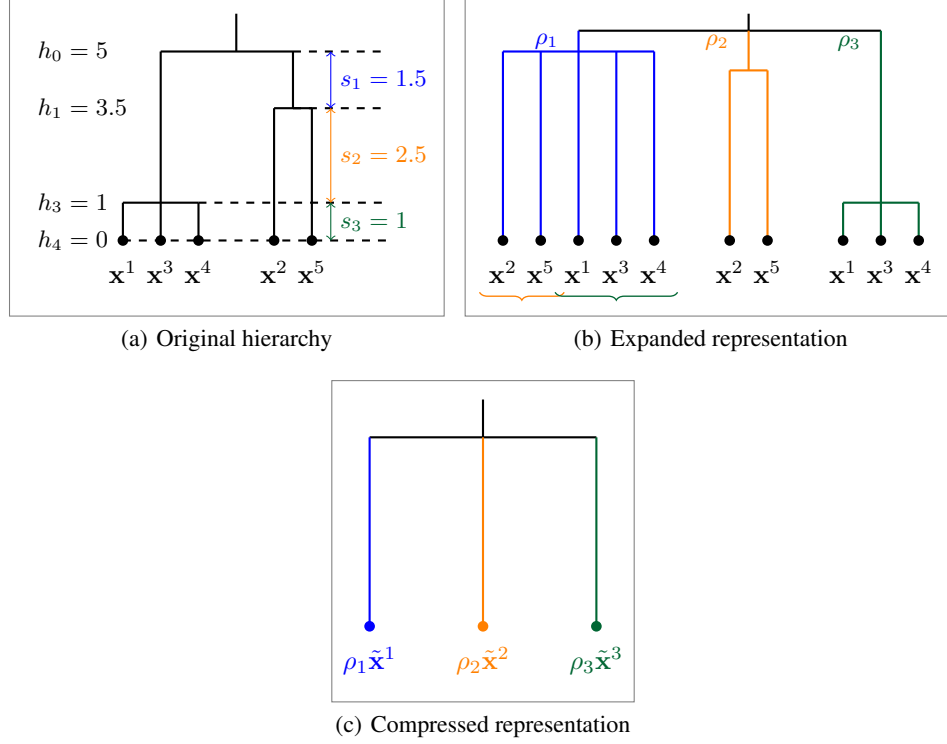 h₀ = 5
s₁ = 1.5
h₁ = 3.5
s₂ = 2.5
h₃ = 1
s₃ = 1
h₄ = 0
x¹ x³ x⁴ x² x⁵
(a) Original hierarchy
ρ₁ ρ₂ ρ₃
x² x⁵ x¹ x³ x⁴ x² x⁵ x¹ x³ x⁴
(b) Expanded representation
ρ₁x̃¹ ρ₂x̃² ρ₃x̃³
(c) Compressed representation